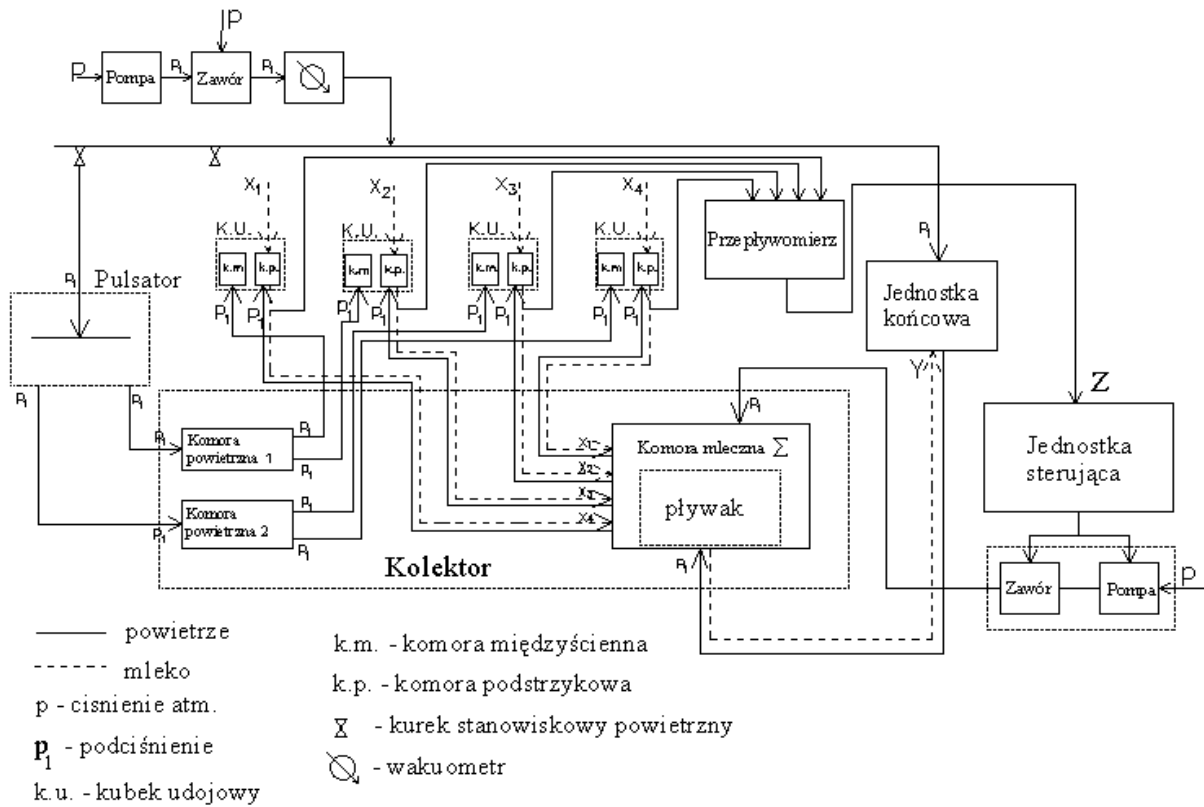 p
p
Pompa
P₁
Zawór
P₁
X₁
X₂
X₃
X₄
K.U.
K.U.
K.U.
K.U.
k.m
k.p.
k.m
k.p.
k.m.
k.p.
k.m.
k.p.
P₁
P₁
P₁
P₁
P₁
P₁
P₁
Przepływomierz
P₁
Jednostka
końcowa
Y
Z
Jednostka
sterująca
Zawór
Pompa
p
P₁
Pulsator
P₁
P₁
P₁
Komora
powietrzna 1
P₁
P₁
P₁
Komora
powietrzna 2
P₁
P₁
P₁
Komora mleczna Σ
pływak
X₁
X₂
X₃
X₄
P₁
Kolektor
powietrze
mleko
p - cisnienie atm.
p₁ - podciśnienie
k.u. - kubek udojowy
k.m. - komora międzyścienna
k.p. - komora podstrzykowa
- kurek stanowiskowy powietrzny
- wakuometr